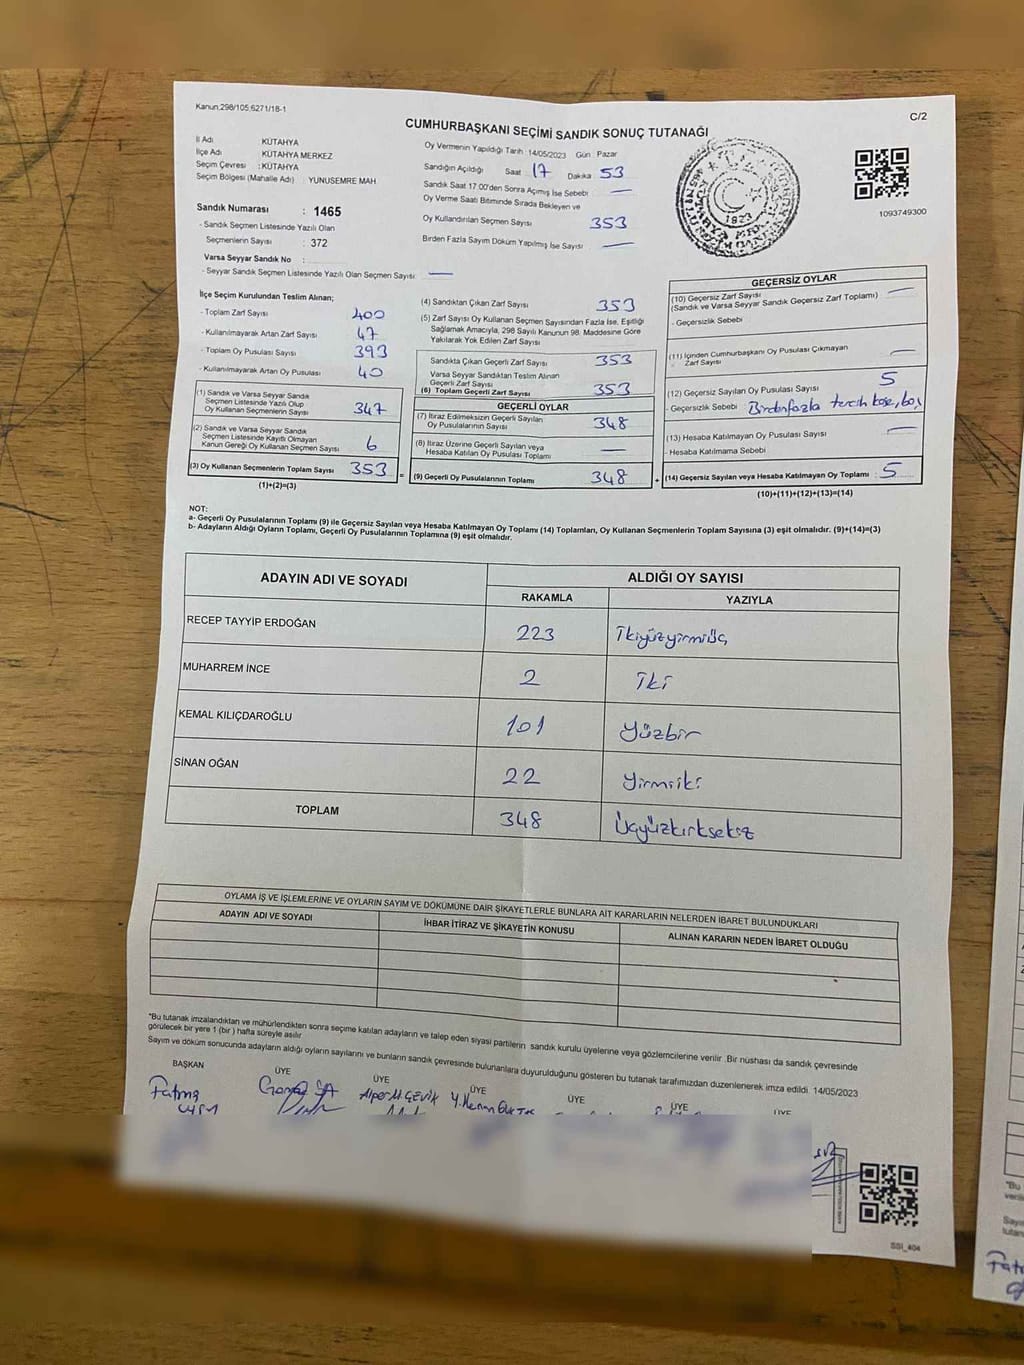 Kanun,298/105,6271/18-1
C/2
CUMHURBAŞKANI SEÇİMİ SANDIK SONUÇ TUTANAĞI
İl Adı KÜTAHYA
İlçe Adı KÜTAHYA MERKEZ
Seçim Çevresi : KÜTAHYA
Seçim Bölgesi (Mahalle Adı) : YUNUSEMRE MAH
Sandık Numarası : 1465
- Sandık Seçmen Listesinde Yazılı Olan
Seçmenlerin Sayısı : 372
Varsa Seyyar Sandık No :
- Seyyar Sandık Seçmen Listesinde Yazılı Olan Seçmen Sayısı: —
Oy Vermenin Yapıldığı Tarih : 14/05/2023 Gün : Pazar
Sandığın Açıldığı Saat 17 Dakika 53
Sandık Saat 17:00'den Sonra Açımış İse Sebebi —
Oy Verme Saati Bitiminde Sırada Bekleyen ve
Oy Kullandırılan Seçmen Sayısı 353
Birden Fazla Sayım Döküm Yapılmış İse Sayısı —
1093749300
İlçe Seçim Kurulundan Teslim Alınan;
- Toplam Zarf Sayısı 400
- Kullanılmayarak Artan Zarf Sayısı 47
- Toplam Oy Pusulası Sayısı 393
- Kullanılmayarak Artan Oy Pusulası 40
(1) Sandık ve Varsa Seyyar Sandık
Seçmen Listesinde Yazılı Olup
Oy Kullanan Seçmenlerin Sayısı 347
(2) Sandık ve Varsa Seyyar Sandık
Seçmen Listesinde Kayıtlı Olmayan
Kanun Gereği Oy Kullanan Seçmen Sayısı 6
(3) Oy Kullanan Seçmenlerin Toplam Sayısı 353 =
(1)+(2)=(3)
(4) Sandıktan Çıkan Zarf Sayısı 353
(5) Zarf Sayısı Oy Kullanan Seçmen Sayısından Fazla İse, Eşitliği
Sağlamak Amacıyla, 298 Sayılı Kanunun 98. Maddesine Göre
Yakılarak Yok Edilen Zarf Sayısı
Sandıkta Çıkan Geçerli Zarf Sayısı 353
Varsa Seyyar Sandıktan Teslim Alınan
Geçerli Zarf Sayısı
(6) Toplam Geçerli Zarf Sayısı 353
GEÇERLİ OYLAR
(7) İtiraz Edilmeksizin Geçerli Sayılan
Oy Pusulalarının Sayısı 348
(8) İtiraz Üzerine Geçerli Sayılan veya
Hesaba Katılan Oy Pusulası Toplamı —
(9) Geçerli Oy Pusulalarının Toplamı 348 +
GEÇERSİZ OYLAR
(10) Geçersiz Zarf Sayısı —
(Sandık ve Varsa Seyyar Sandık Geçersiz Zarf Toplamı)
- Geçersizlik Sebebi
(11) İçinden Cumhurbaşkanı Oy Pusulası Çıkmayan
Zarf Sayısı —
(12) Geçersiz Sayılan Oy Pusulası Sayısı 5
- Geçersizlik Sebebi Birdenfazla tercih kaşe, boş
(13) Hesaba Katılmayan Oy Pusulası Sayısı —
- Hesaba Katılmama Sebebi
(14) Geçersiz Sayılan veya Hesaba Katılmayan Oy Toplamı 5
(10)+(11)+(12)+(13)=(14)
NOT:
a- Geçerli Oy Pusulalarının Toplamı (9) ile Geçersiz Sayılan veya Hesaba Katılmayan Oy Toplamı (14) Toplamları, Oy Kullanan Seçmenlerin Toplam Sayısına (3) eşit olmalıdır. (9)+(14)=(3)
b- Adayların Aldığı Oyların Toplamı, Geçerli Oy Pusulalarının Toplamına (9) eşit olmalıdır.
ADAYIN ADI VE SOYADI ALDIĞI OY SAYISI
RAKAMLA YAZIYLA
RECEP TAYYİP ERDOĞAN 223 İkiyüzyirmiüç
MUHARREM İNCE 2 İki
KEMAL KILIÇDAROĞLU 101 Yüzbir
SİNAN OĞAN 22 yirmiiki
TOPLAM 348 Üçyüzkırksekiz
OYLAMA İŞ VE İŞLEMLERİNE VE OYLARIN SAYIM VE DÖKÜMÜNE DAİR ŞİKAYETLERLE BUNLARA AİT KARARLARIN NELERDEN İBARET BULUNDUKLARI
ADAYIN ADI VE SOYADI İHBAR İTİRAZ VE ŞİKAYETİN KONUSU ALINAN KARARIN NEDEN İBARET OLDUĞU
"Bu tutanak imzalandıktan ve mühürlendikten sonra seçime katılan adayların ve talep eden siyasi partilerin sandık kurulu üyelerine veya gözlemcilerine verilir .Bir nüshası da sandık çevresinde
görülecek bir yere 1 (bir ) hafta süreyle asılır
Sayım ve döküm sonucunda adayların aldığı oyların sayılarını ve bunların sandık çevresinde bulunanlara duyurulduğunu gösteren bu tutanak tarafımızdan düzenlenerek imza edildi. 14/05/2023
BAŞKAN ÜYE ÜYE ÜYE ÜYE ÜYE ÜYE
Fatma
SSİ_404